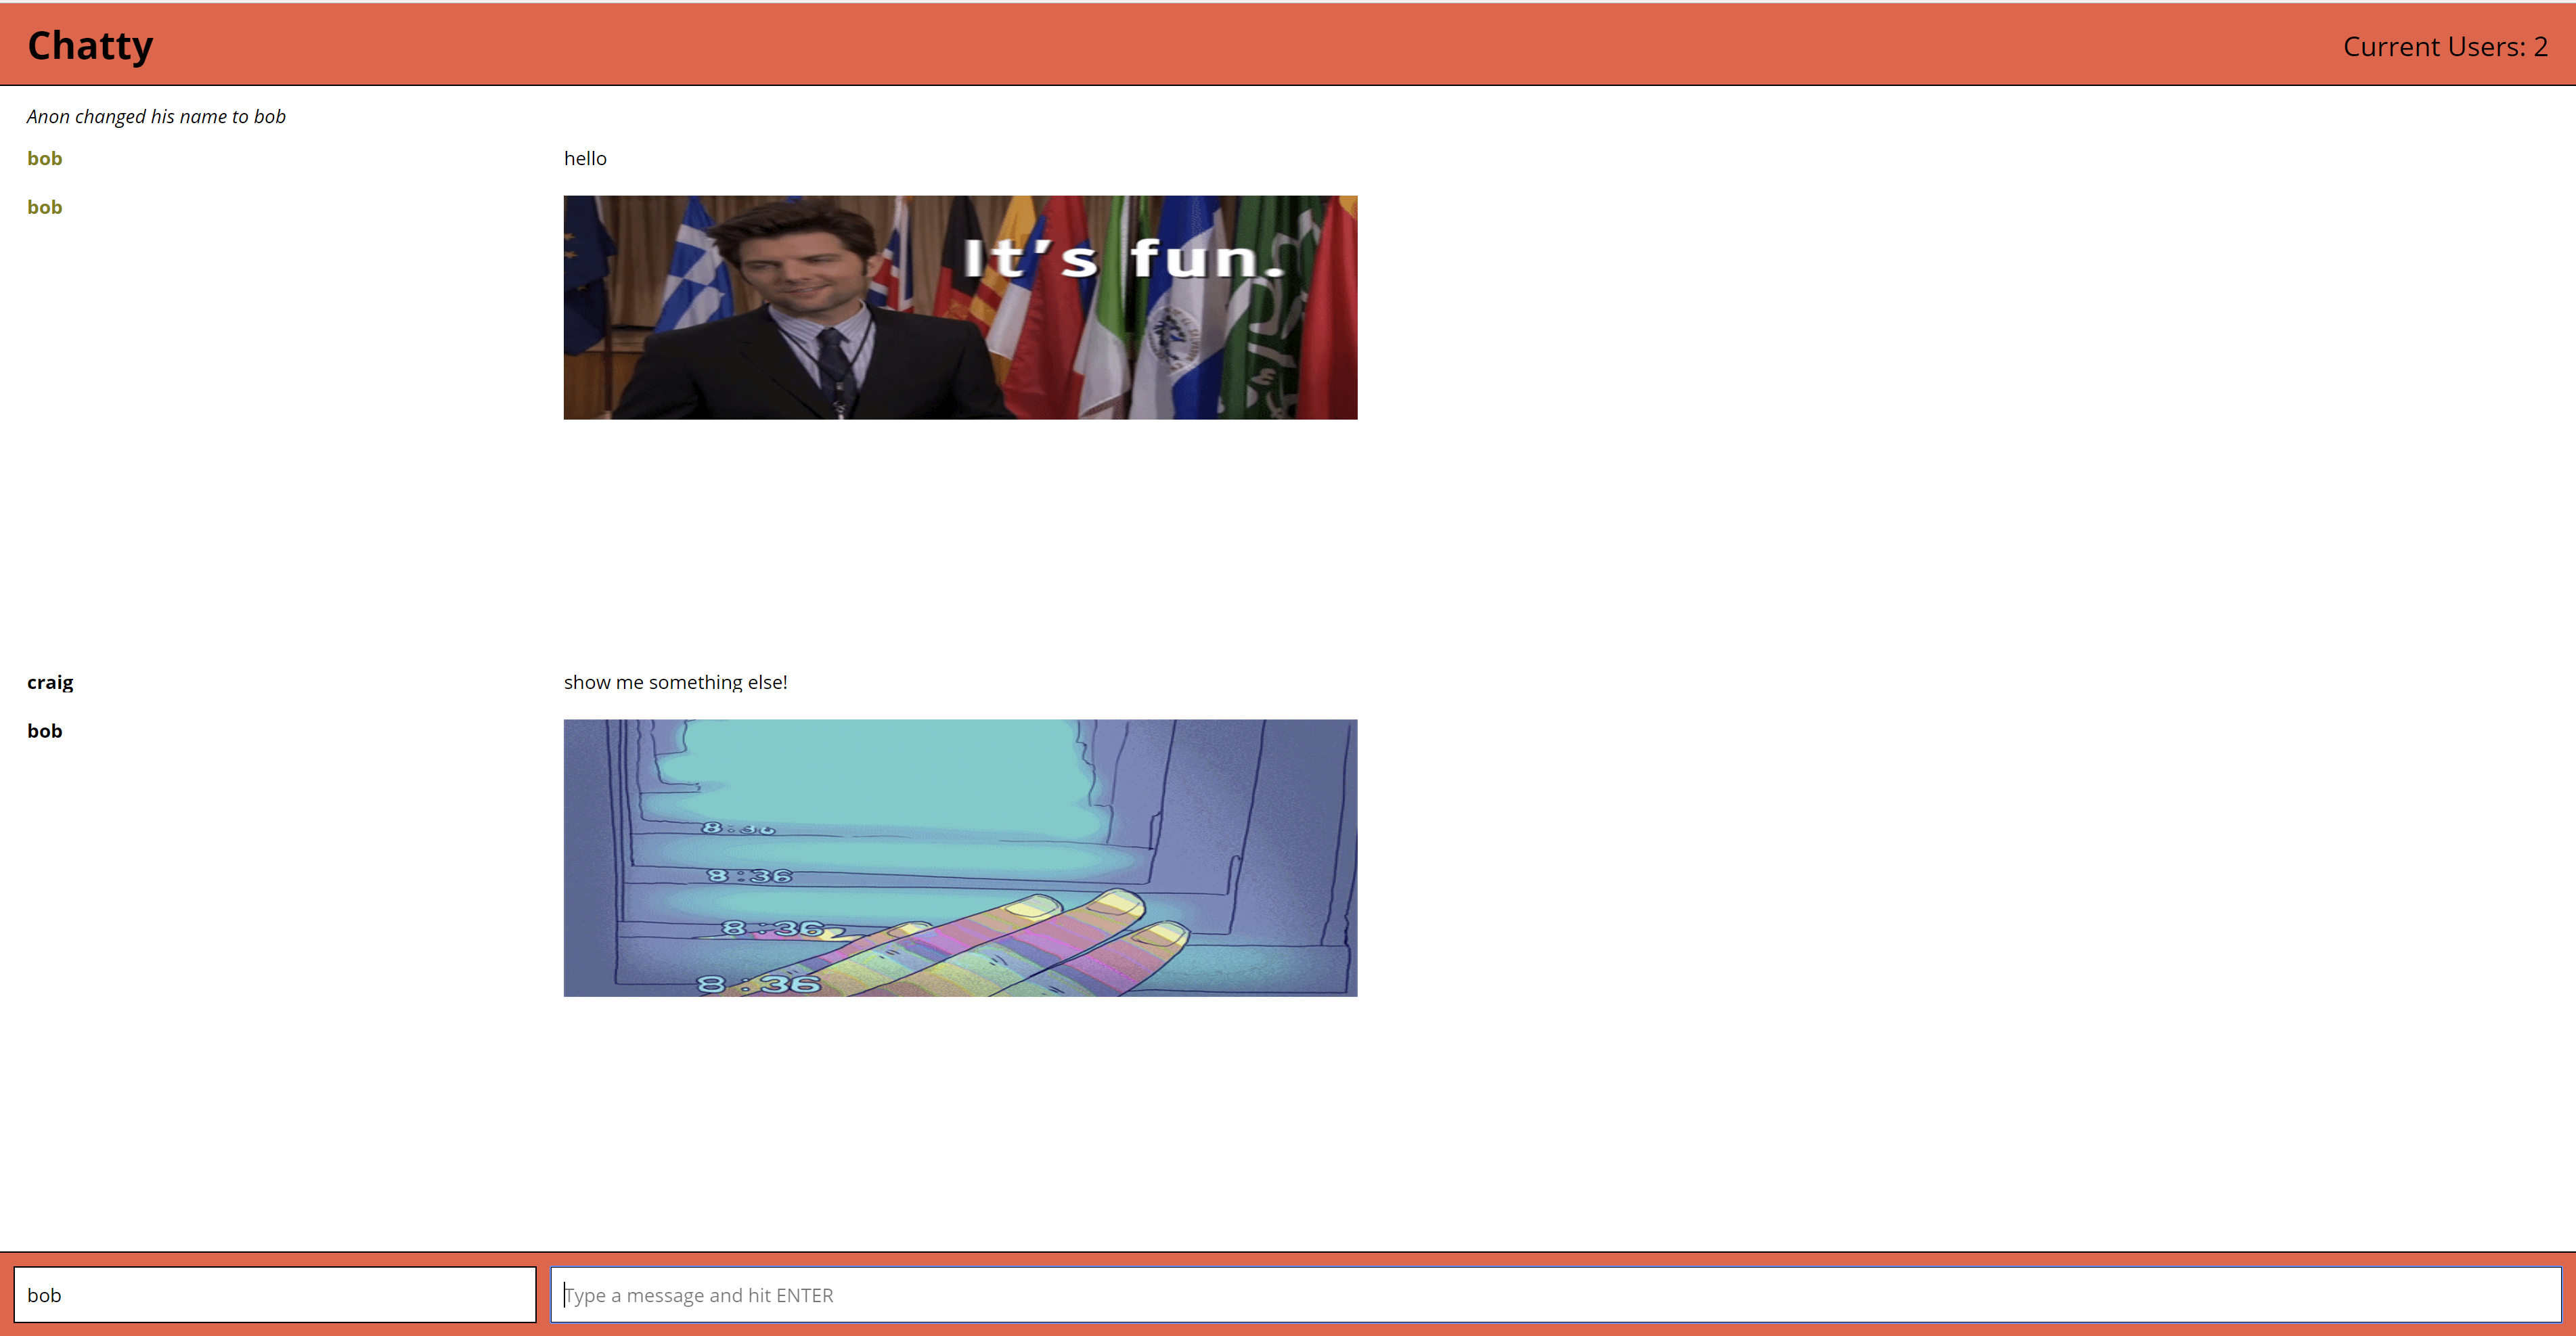 Chatty
Current Users: 2
Anon changed his name to bob
bob
hello
bob
It's fun.
craig
show me something else!
bob
8:36
8:36
8:36
8:36
bob
Type a message and hit ENTER